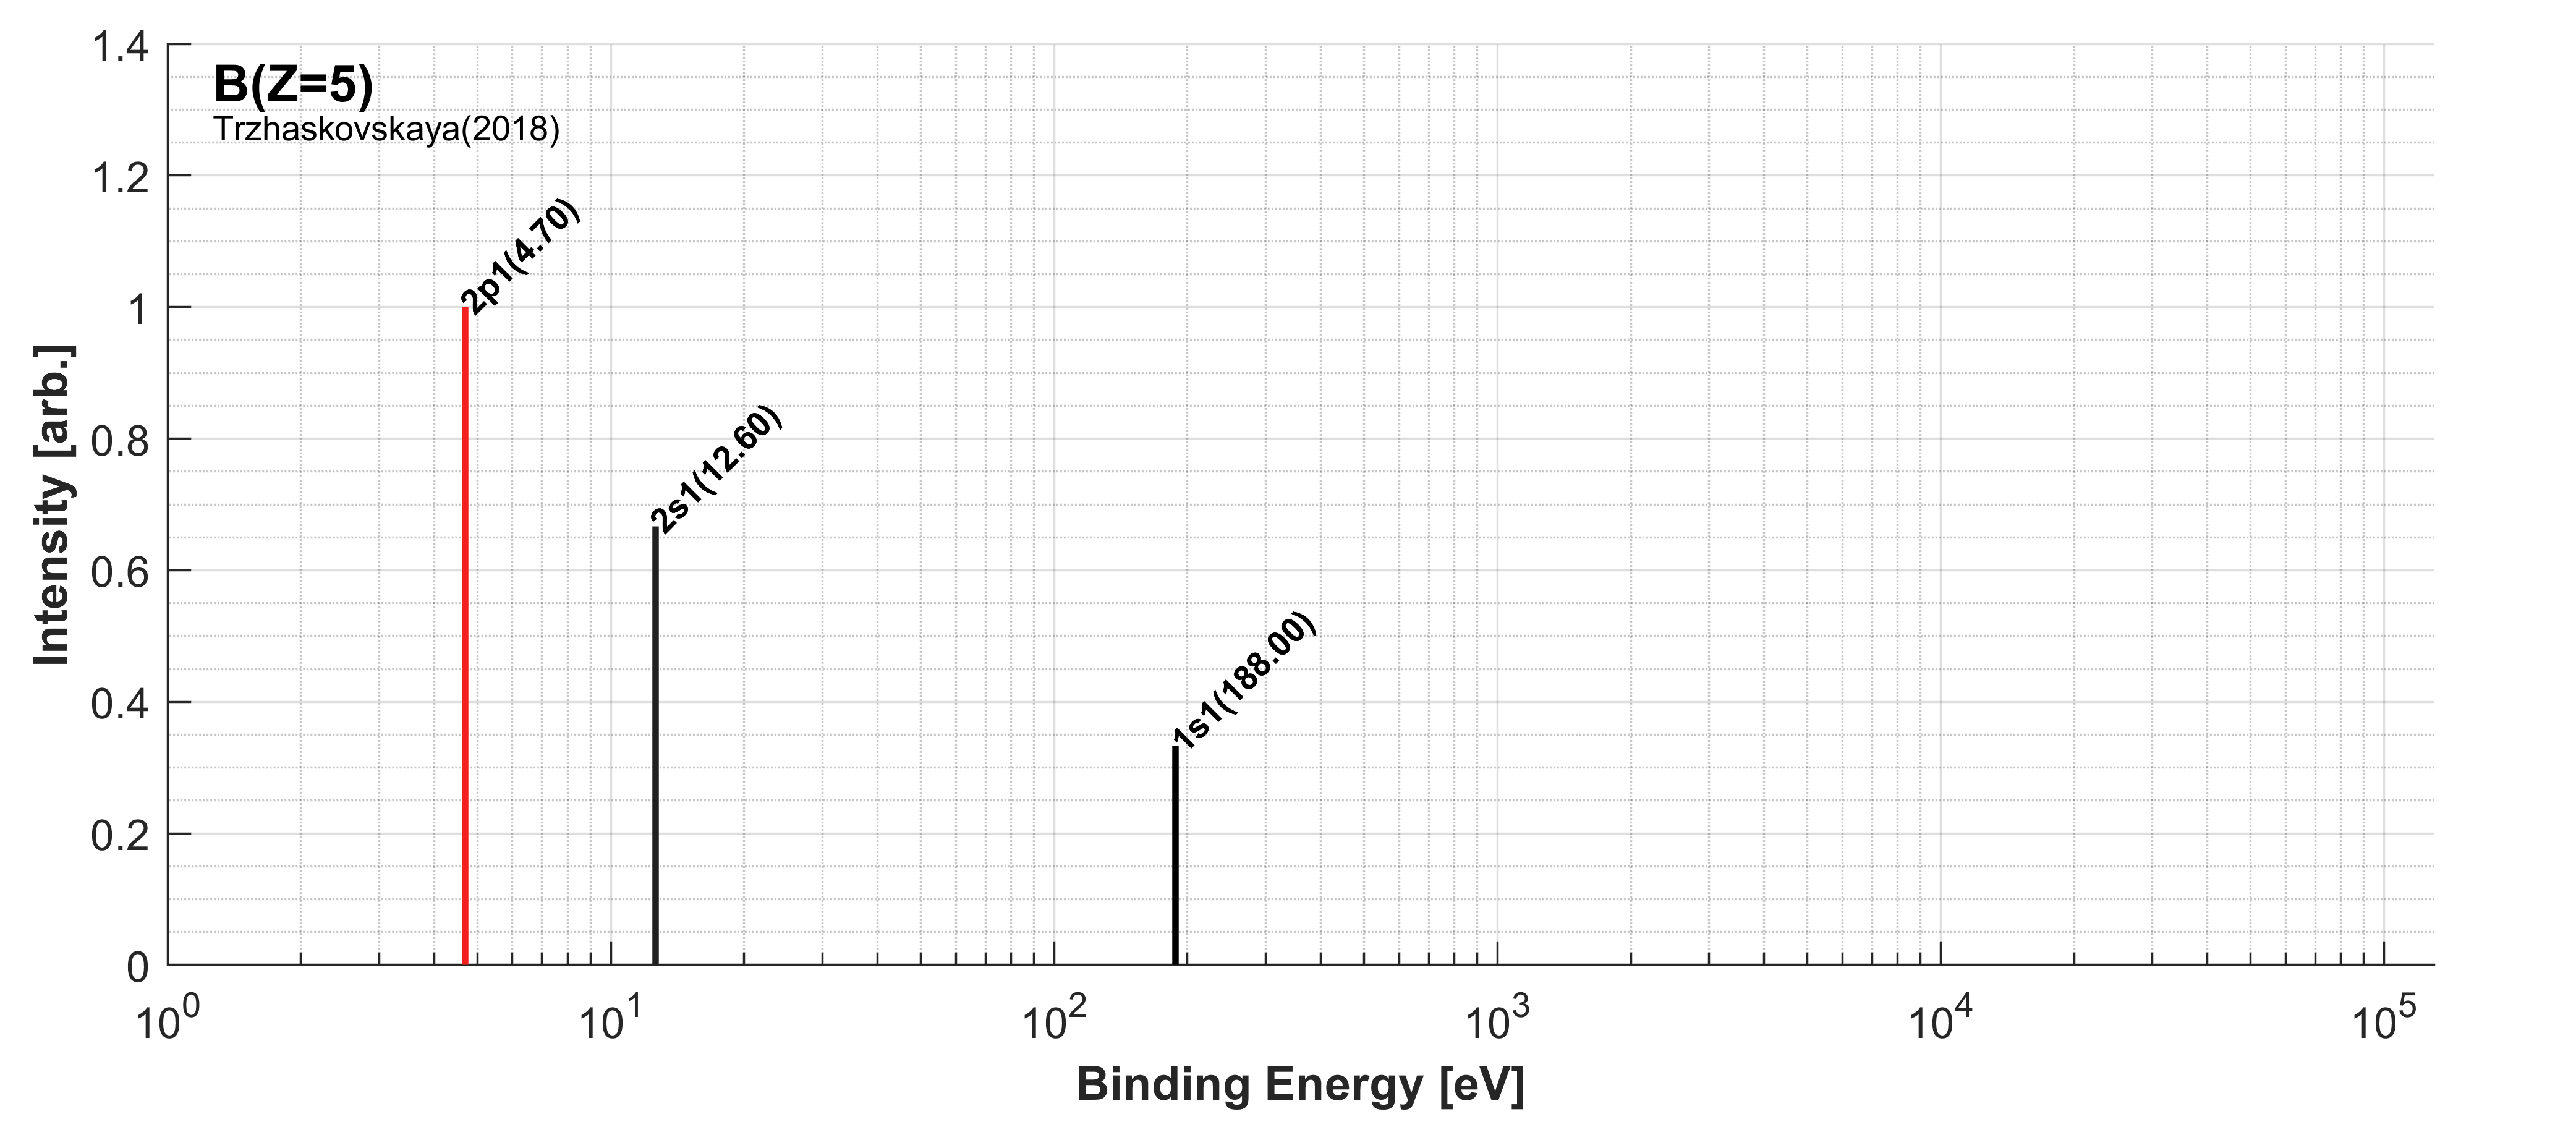 B(Z=5)
Trzhaskovskaya(2018)
1.4
1.2
1
0.8
0.6
0.4
0.2
0
Intensity [arb.]
2p1(4.70)
2s1(12.60)
1s1(188.00)
10^0 10^1 10^2 10^3 10^4 10^5
Binding Energy [eV]